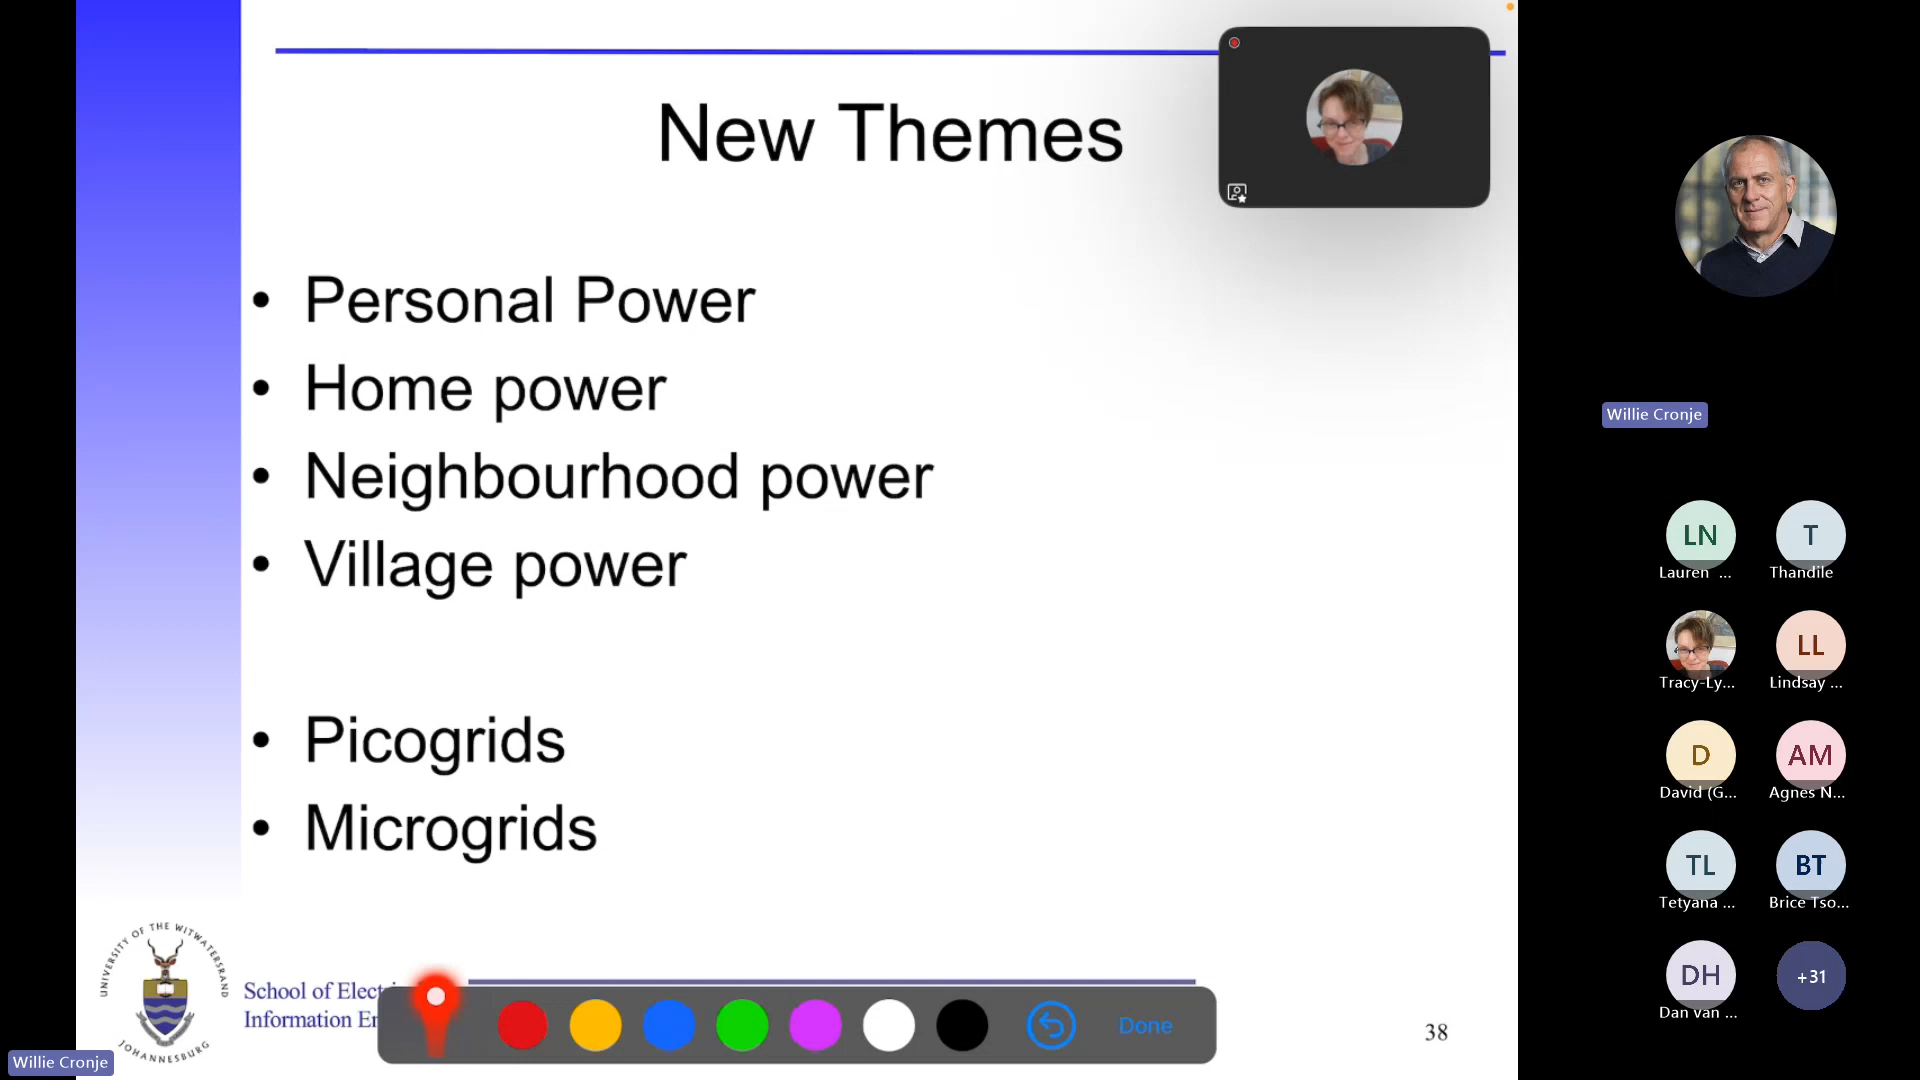 New Themes
• Personal Power
• Home power
• Neighbourhood power
• Village power
• Picogrids
• Microgrids
UNIVERSITY OF THE WITWATERSRAND
JOHANNESBURG
School of Elect
Information En
Done
38
Willie Cronje
Willie Cronje
LN
Lauren ...
T
Thandile
Tracy-Ly...
LL
Lindsay ...
D
David (G...
AM
Agnes N...
TL
Tetyana ...
BT
Brice Tso...
DH
Dan van ...
+31